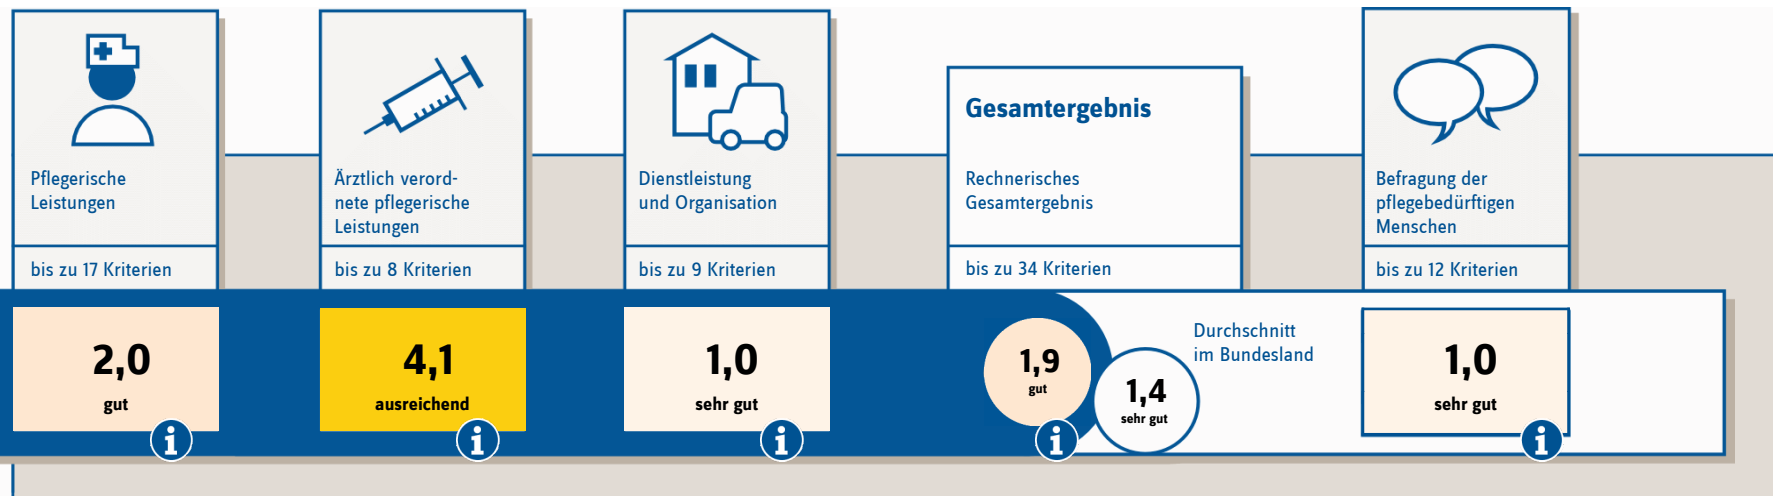 Pflegerische
Leistungen
bis zu 17 Kriterien
2,0
gut
i
Ärztlich verord-
nete pflegerische
Leistungen
bis zu 8 Kriterien
4,1
ausreichend
i
Dienstleistung
und Organisation
bis zu 9 Kriterien
1,0
sehr gut
i
Gesamtergebnis
Rechnerisches
Gesamtergebnis
bis zu 34 Kriterien
1,9
gut
i
Durchschnitt
im Bundesland
1,4
sehr gut
Befragung der
pflegebedürftigen
Menschen
bis zu 12 Kriterien
1,0
sehr gut
i